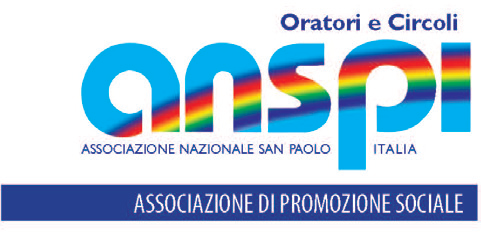 Oratori e Circoli
anspi
ASSOCIAZIONE NAZIONALE SAN PAOLO ITALIA
ASSOCIAZIONE DI PROMOZIONE SOCIALE